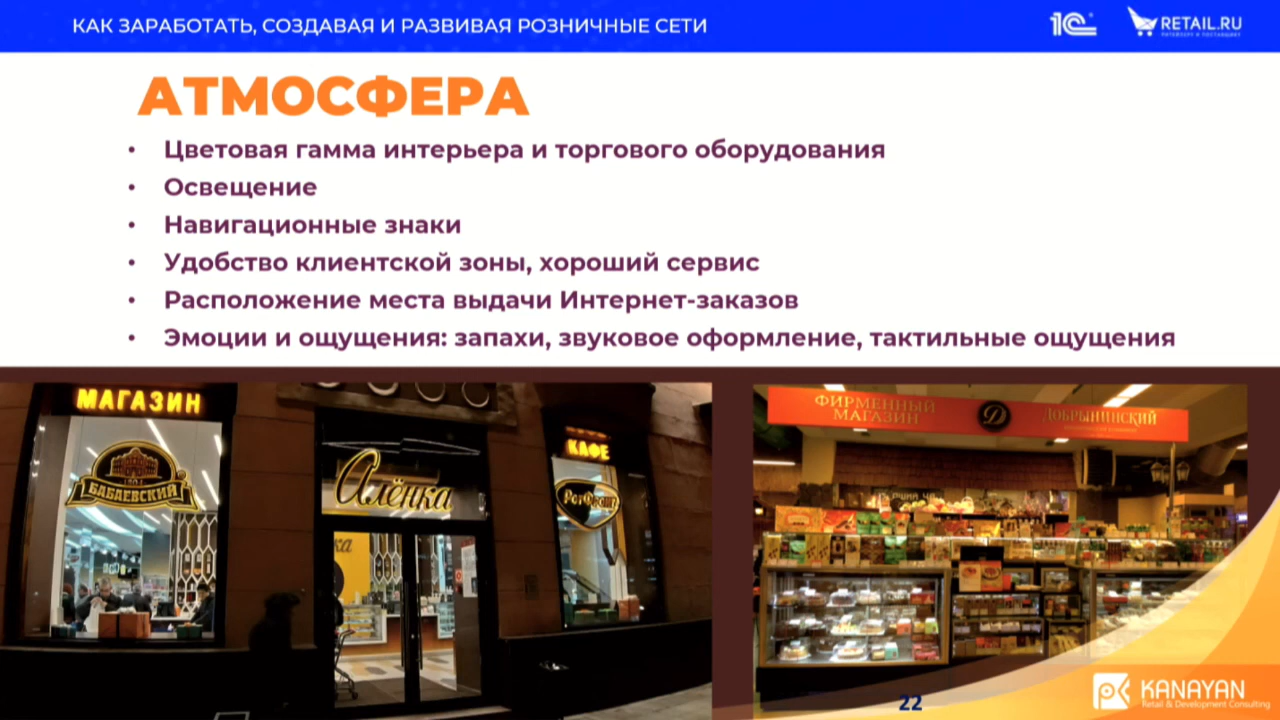 КАК ЗАРАБОТАТЬ, СОЗДАВАЯ И РАЗВИВАЯ РОЗНИЧНЫЕ СЕТИ
1С
RETAIL.RU
АТМОСФЕРА
• Цветовая гамма интерьера и торгового оборудования
• Освещение
• Навигационные знаки
• Удобство клиентской зоны, хороший сервис
• Расположение места выдачи Интернет-заказов
• Эмоции и ощущения: запахи, звуковое оформление, тактильные ощущения
МАГАЗИН
БАБАЕВСКИЙ
Алёнка
КАФЕ
РотФронт
ФИРМЕННЫЙ
МАГАЗИН
Д
ДОБРЫНИНСКИЙ
22
KANAYAN
Retail & Development Consulting